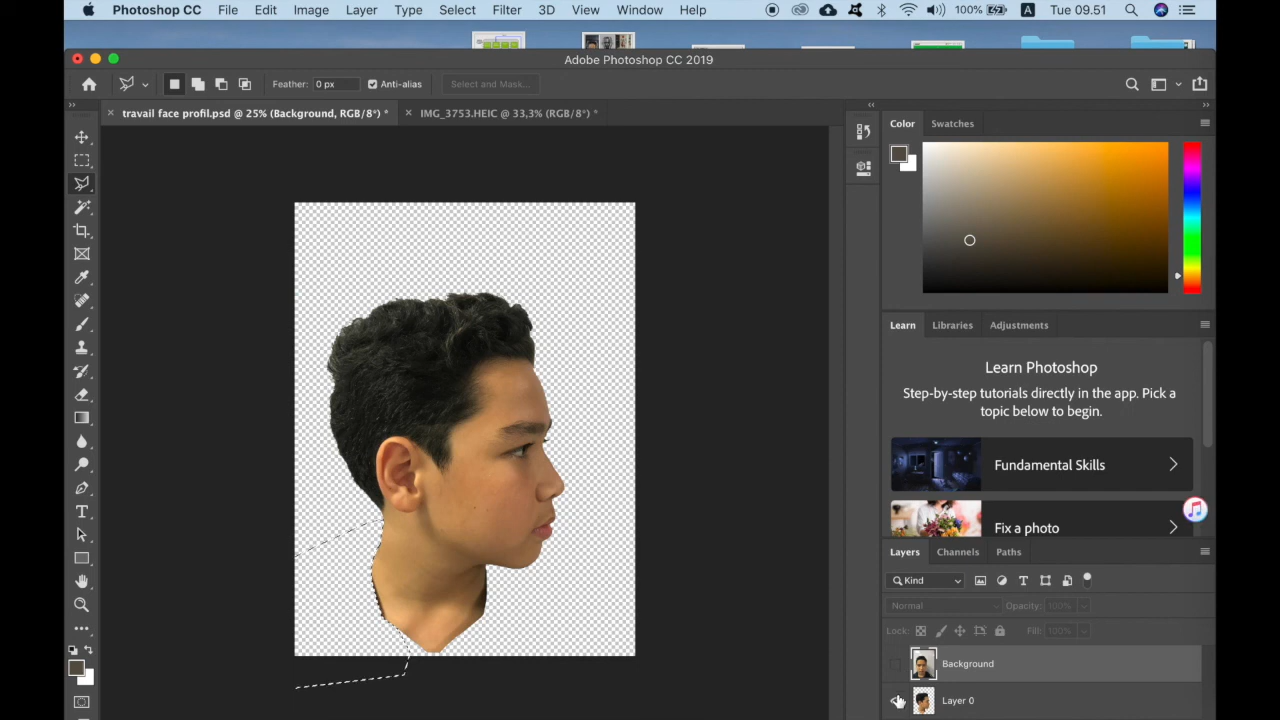 Photoshop CC File Edit Image Layer Type Select Filter 3D View Window Help 100% A Tue 09.51
Adobe Photoshop CC 2019
Feather: 0 px Anti-alias Select and Mask...
travail face profil.psd @ 25% (Background, RGB/8*) * IMG_3753.HEIC @ 33,3% (RGB/8*) *
Color Swatches
Learn Libraries Adjustments
Learn Photoshop
Step-by-step tutorials directly in the app. Pick a
topic below to begin.
Fundamental Skills
Fix a photo
Layers Channels Paths
Kind
Normal Opacity: 100%
Lock: Fill: 100%
Background
Layer 0